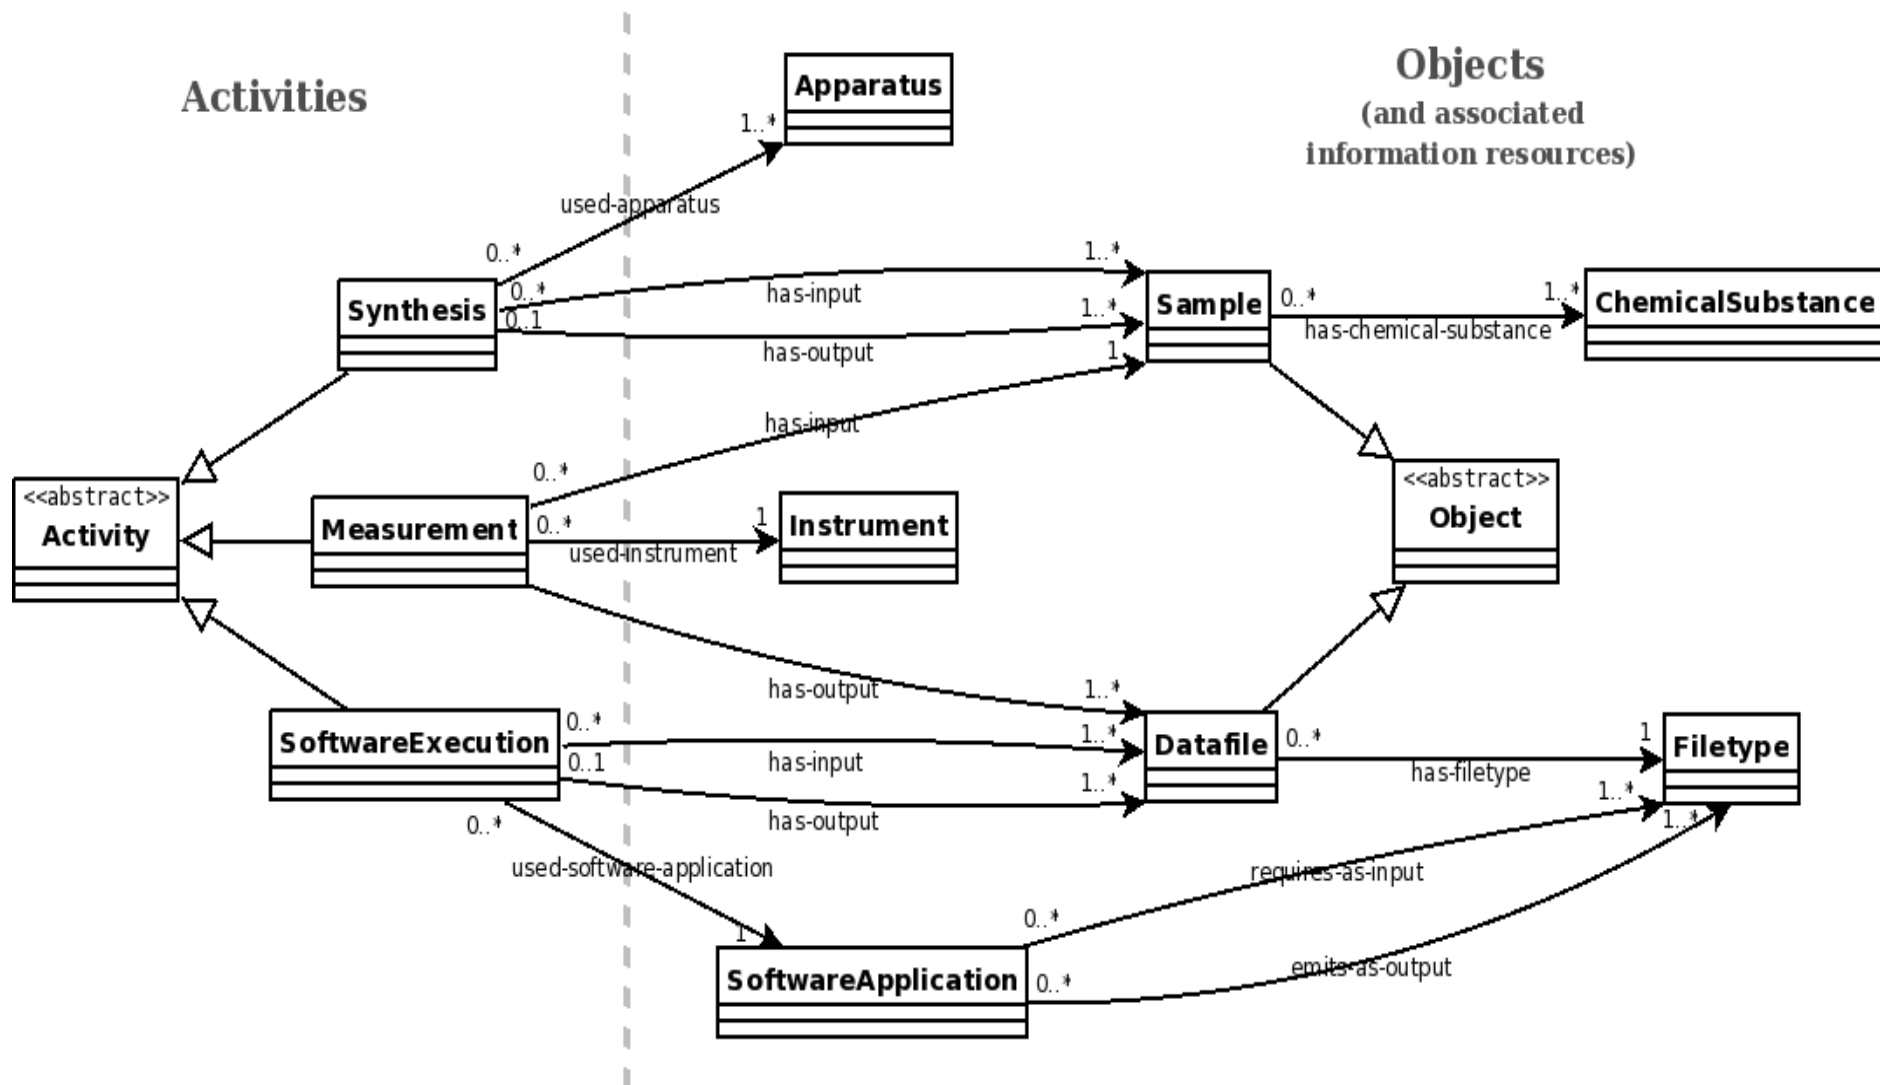 Activities
Objects
(and associated
information resources)
Apparatus
1..*
used-apparatus
0..*
Synthesis
0..*
0..1
has-input
1..*
has-output
1..*
Sample
0..*
1..*
has-chemical-substance
ChemicalSubstance
1
has-input
0..*
<<abstract>>
Activity
Measurement
0..*
1
used-instrument
Instrument
<<abstract>>
Object
has-output
1..*
SoftwareExecution
0..*
0..1
has-input
1..*
has-output
1..*
Datafile
0..*
1
has-filetype
Filetype
1..*
1..*
0..*
used-software-application
1
requires-as-input
0..*
SoftwareApplication
0..*
emits-as-output